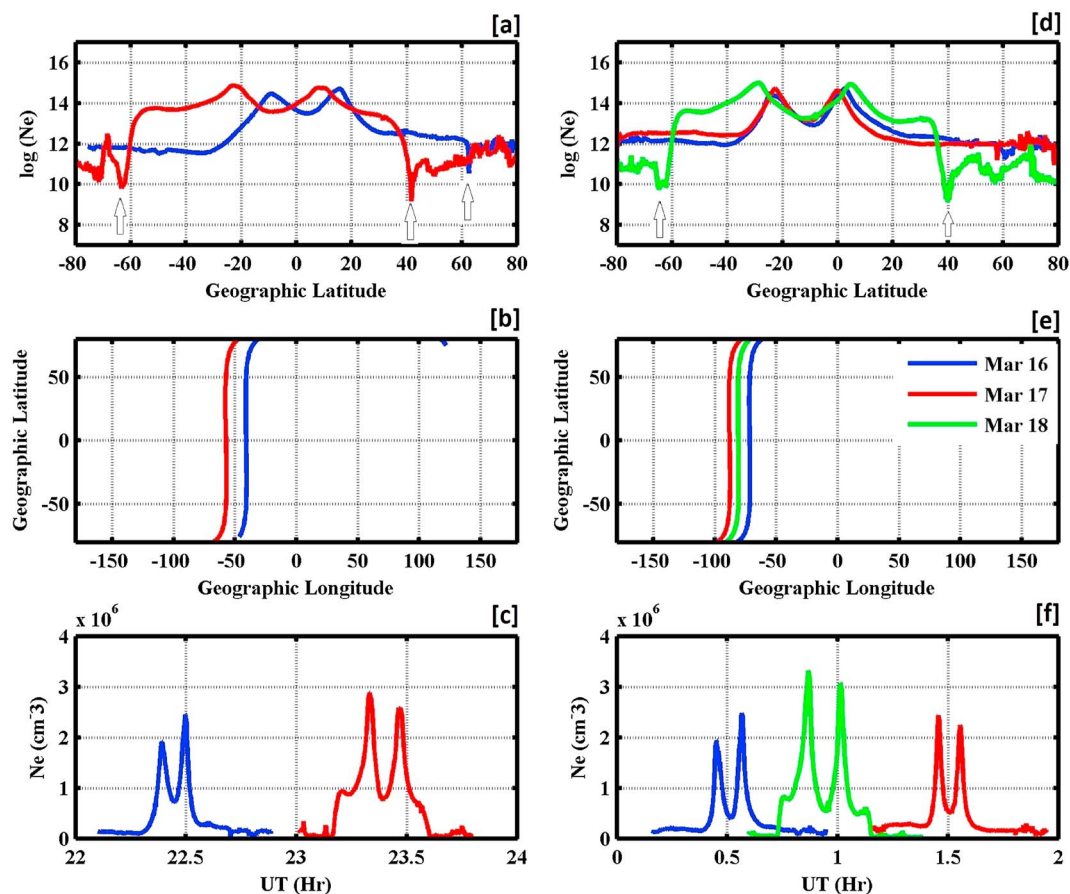 [a]
16
14
12
10
8
log (Ne)
-80 -60 -40 -20 0 20 40 60 80
Geographic Latitude
[d]
16
14
12
10
8
log (Ne)
-80 -60 -40 -20 0 20 40 60 80
Geographic Latitude
[b]
50
0
-50
Geographic Latitude
-150 -100 -50 0 50 100 150
Geographic Longitude
[e]
50
0
-50
Geographic Latitude
Mar 16
Mar 17
Mar 18
-150 -100 -50 0 50 100 150
Geographic Longitude
[c]
x 10^6
4
3
2
1
0
Ne (cm^-3)
22 22.5 23 23.5 24
UT (Hr)
[f]
x 10^6
4
3
2
1
0
Ne (cm^-3)
0 0.5 1 1.5 2
UT (Hr)